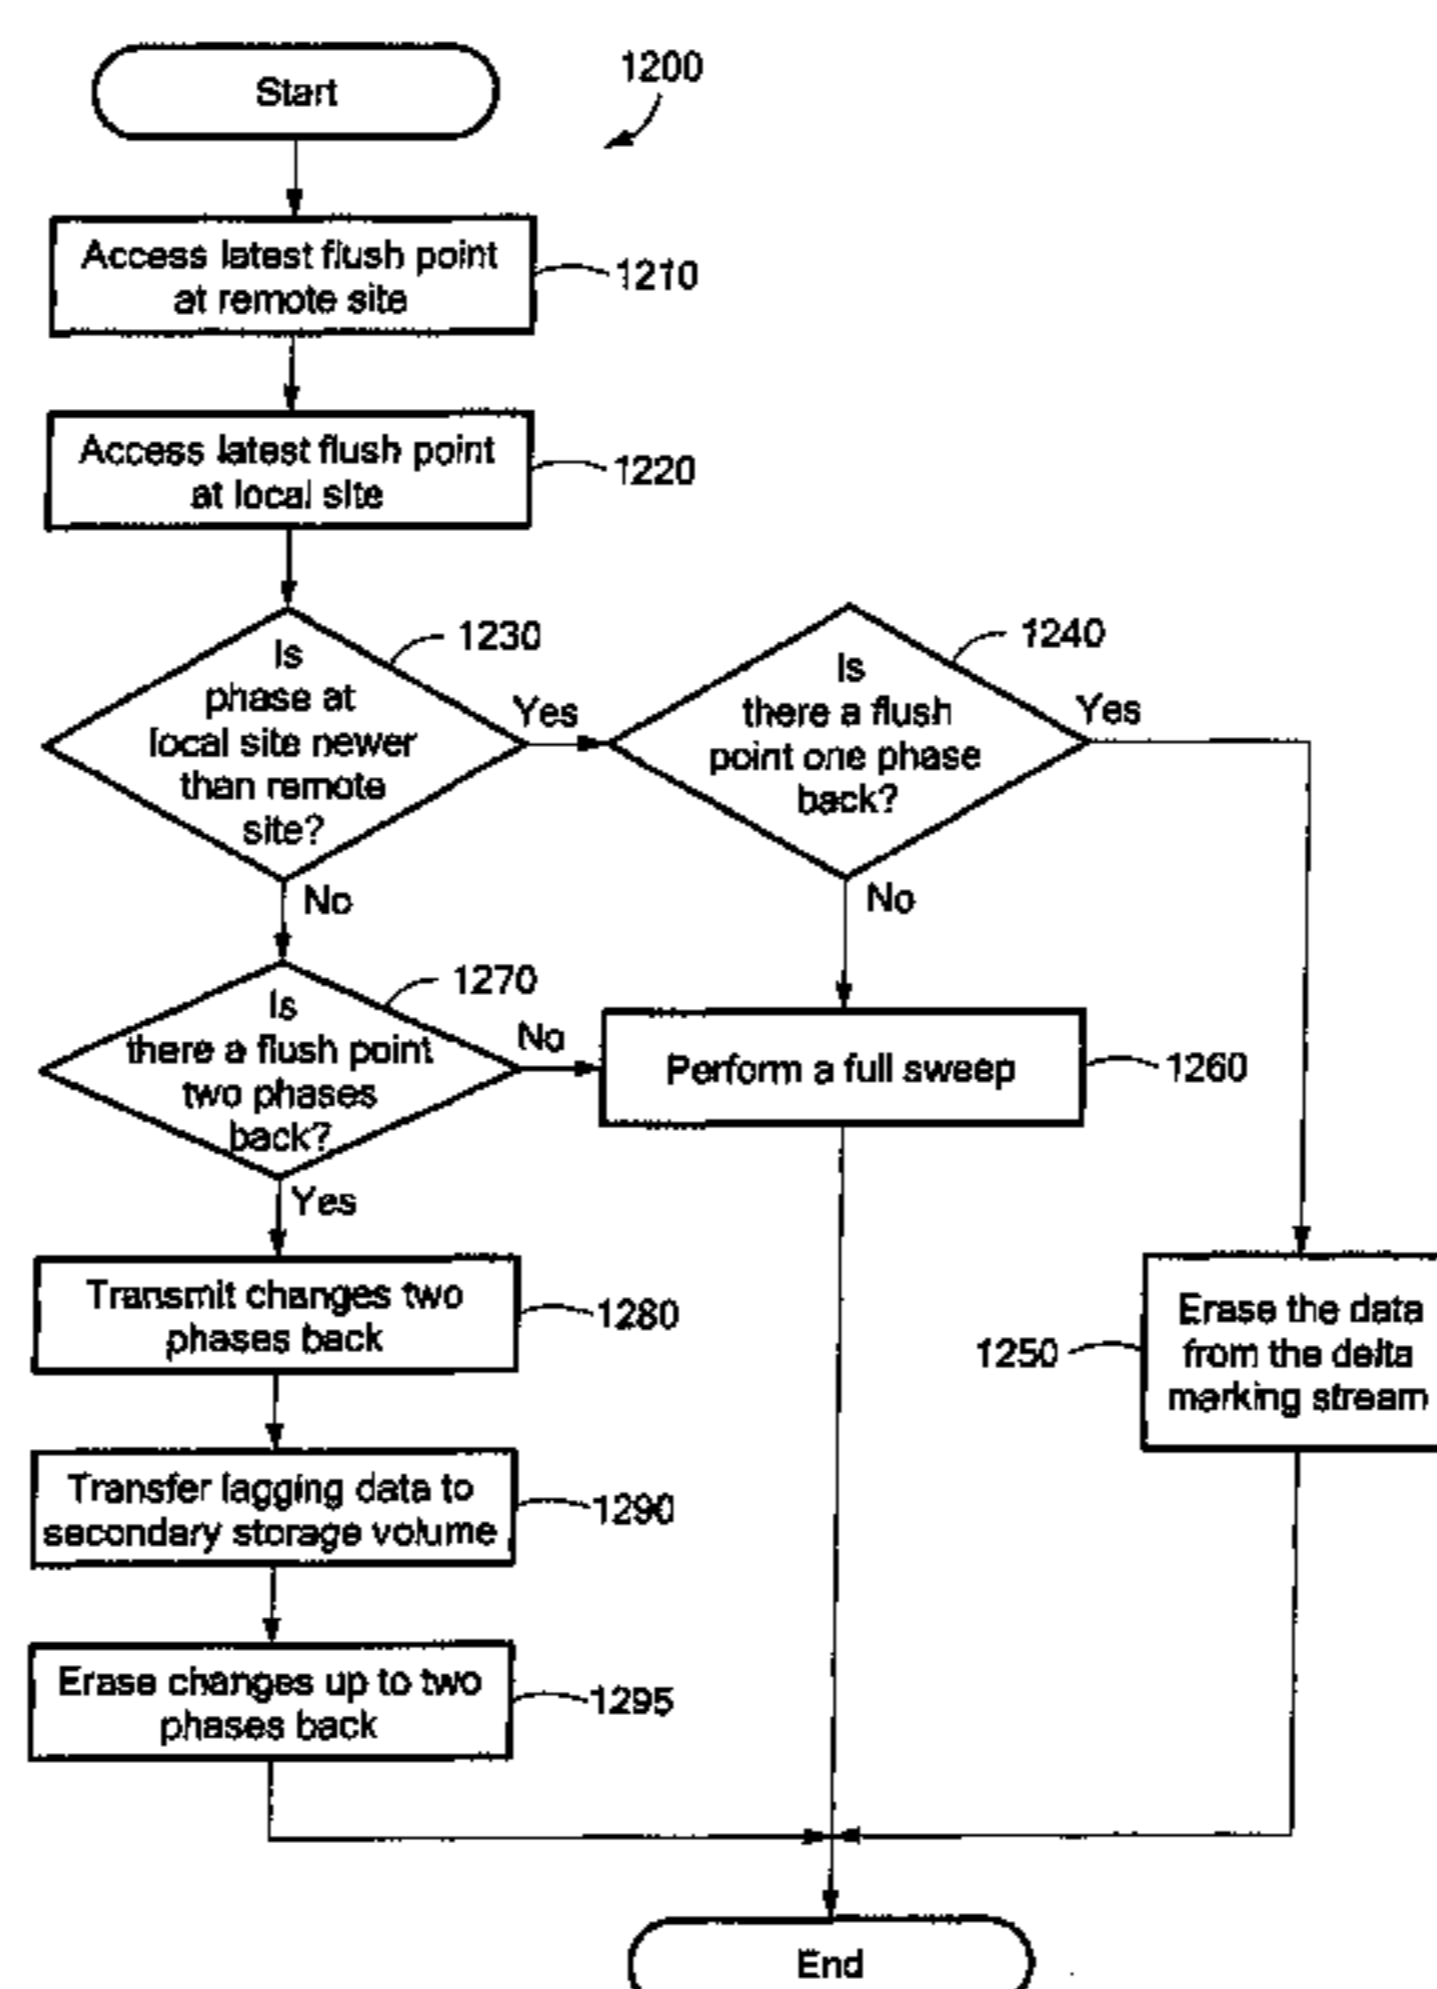 Start
1200
Access latest flush point
at remote site
1210
Access latest flush point
at local site
1220
Is
phase at
local site newer
than remote
site?
1230
Yes
No
Is
there a flush
point one phase
back?
1240
Yes
No
Is
there a flush point
two phases
back?
1270
No
Yes
Perform a full sweep
1260
Transmit changes two
phases back
1280
Erase the data
from the delta
marking stream
1250
Transfer lagging data to
secondary storage volume
1290
Erase changes up to two
phases back
1295
End